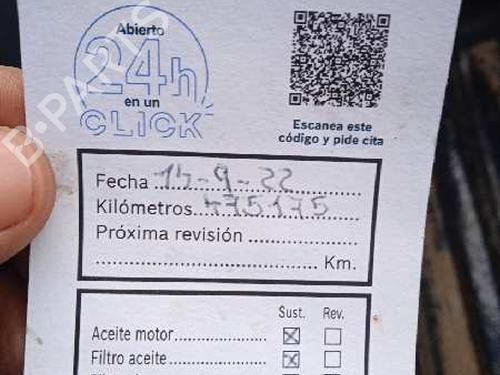 Abierto
24h
en un
CLICK
Escanea este
código y pide cita
Fecha 14-9-22
Kilómetros 475175
Próxima revisión
Km.
Sust. Rev.
Aceite motor
Filtro aceite
B-PARTS